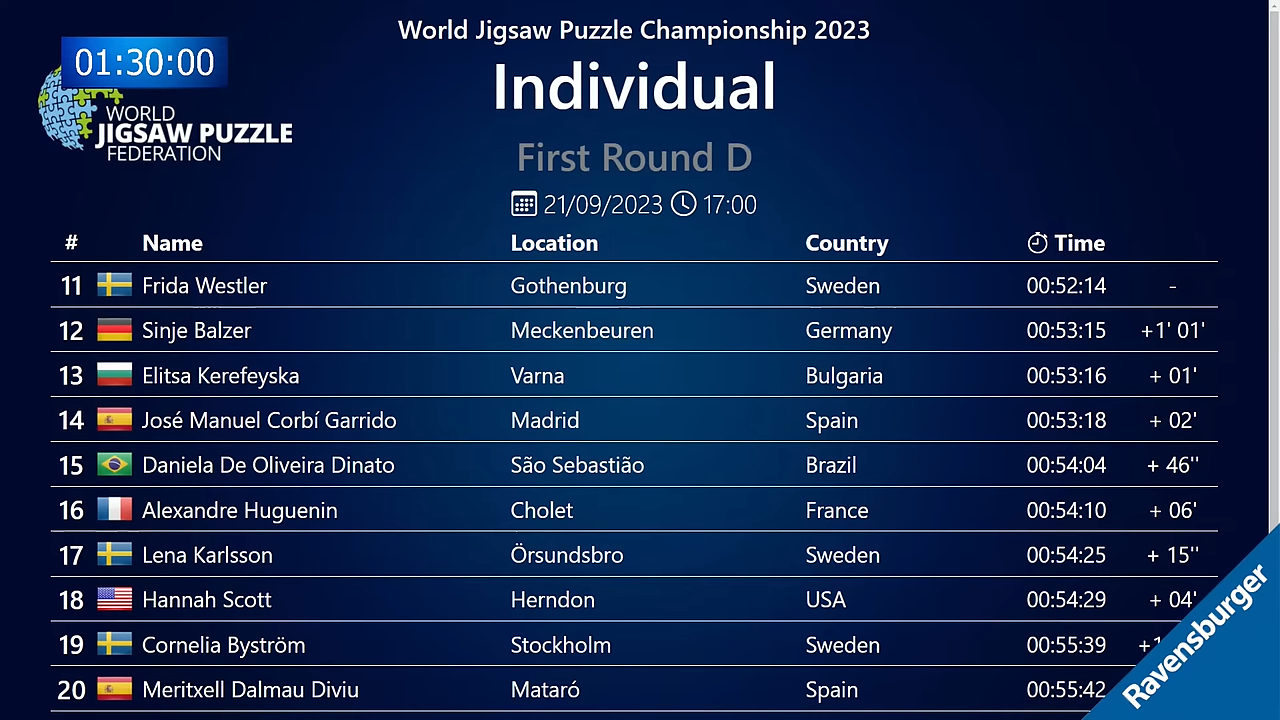 World Jigsaw Puzzle Championship 2023
01:30:00
Individual
WORLD
JIGSAW PUZZLE
FEDERATION
First Round D
21/09/2023 17:00
# Name Location Country Time
11 Frida Westler Gothenburg Sweden 00:52:14 -
12 Sinje Balzer Meckenbeuren Germany 00:53:15 +1' 01'
13 Elitsa Kerefeyska Varna Bulgaria 00:53:16 + 01'
14 José Manuel Corbí Garrido Madrid Spain 00:53:18 + 02'
15 Daniela De Oliveira Dinato São Sebastião Brazil 00:54:04 + 46''
16 Alexandre Huguenin Cholet France 00:54:10 + 06'
17 Lena Karlsson Örsundsbro Sweden 00:54:25 + 15''
18 Hannah Scott Herndon USA 00:54:29 + 04'
19 Cornelia Byström Stockholm Sweden 00:55:39
20 Meritxell Dalmau Diviu Mataró Spain 00:55:42
Ravensburger